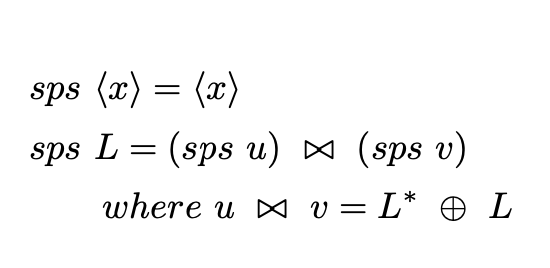 sps ⟨x⟩ = ⟨x⟩
sps L = (sps u) ⋈ (sps v)
where u ⋈ v = L* ⊕ L